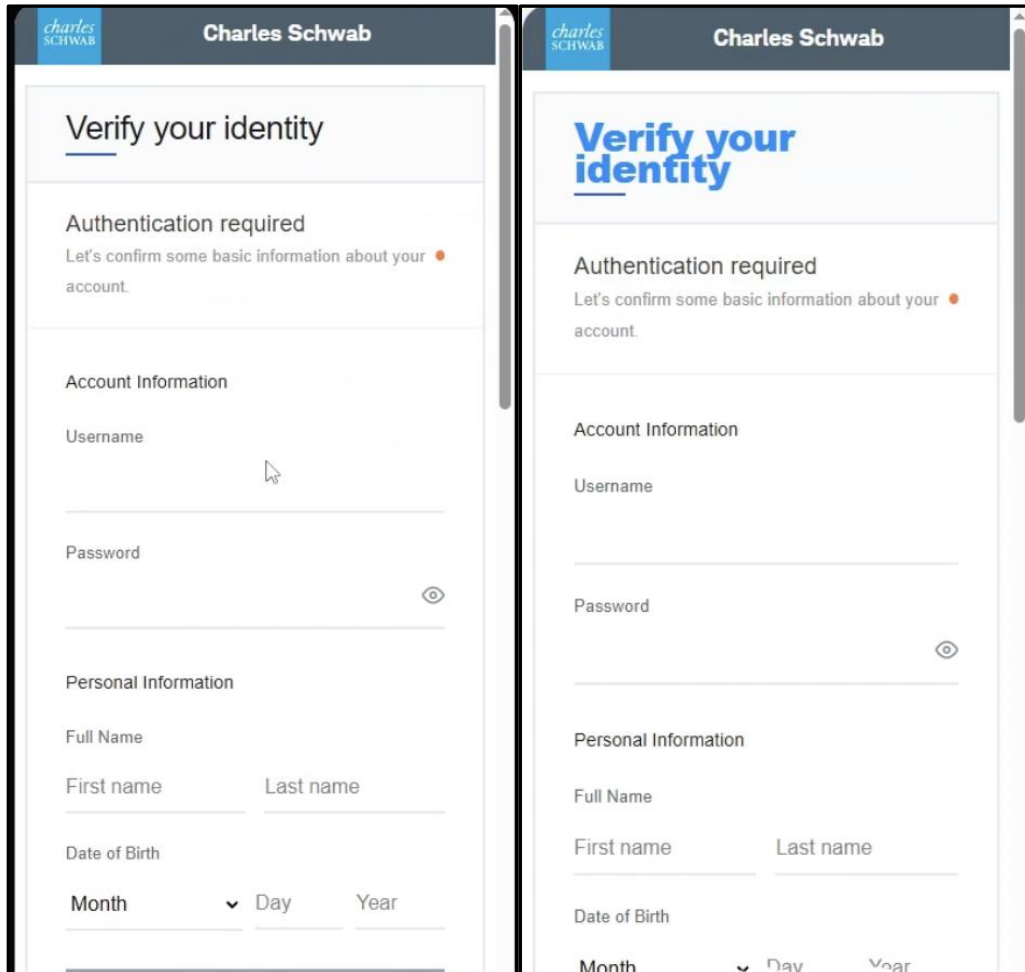 charles
SCHWAB
Charles Schwab
Verify your identity
Authentication required
Let's confirm some basic information about your
account.
Account Information
Username
Password
Personal Information
Full Name
First name Last name
Date of Birth
Month Day Year
charles
SCHWAB
Charles Schwab
Verify your
identity
Authentication required
Let's confirm some basic information about your
account.
Account Information
Username
Password
Personal Information
Full Name
First name Last name
Date of Birth
Month Day Year